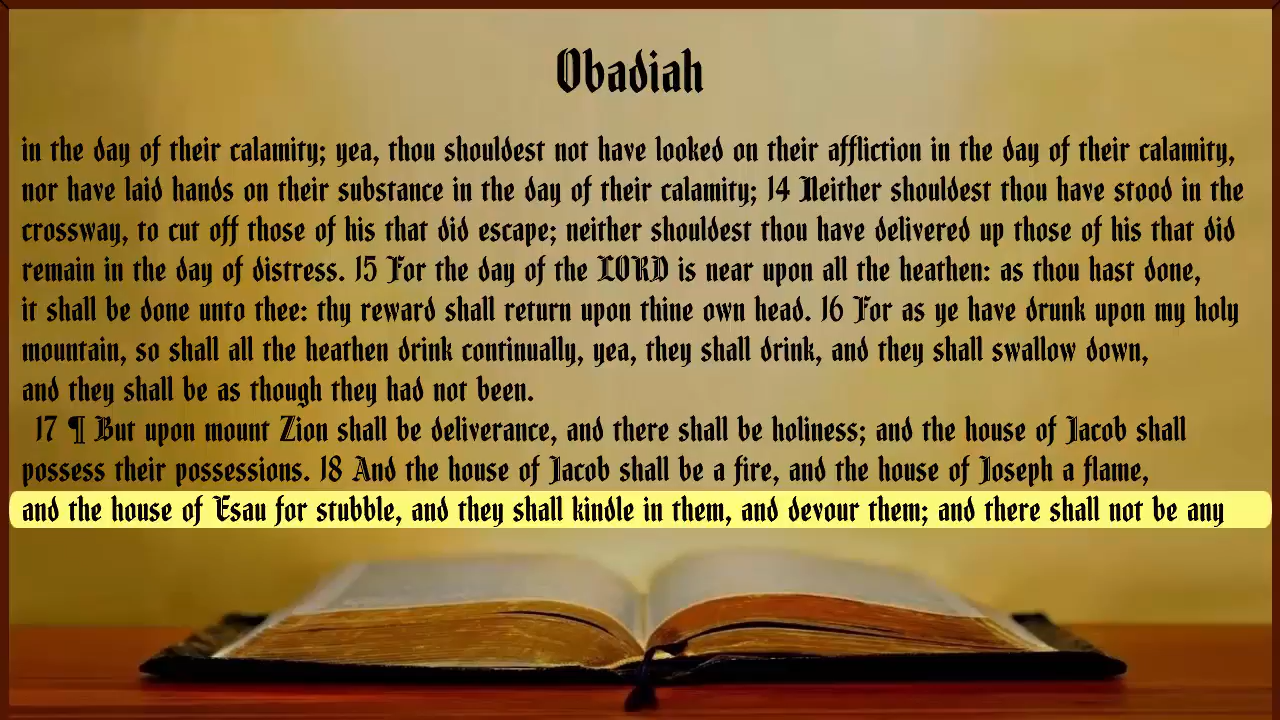 Obadiah
in the day of their calamity; yea, thou shouldest not have looked on their affliction in the day of their calamity,
nor have laid hands on their substance in the day of their calamity; 14 Neither shouldest thou have stood in the
crossway, to cut off those of his that did escape; neither shouldest thou have delivered up those of his that did
remain in the day of distress. 15 For the day of the LORD is near upon all the heathen: as thou hast done,
it shall be done unto thee: thy reward shall return upon thine own head. 16 For as ye have drunk upon my holy
mountain, so shall all the heathen drink continually, yea, they shall drink, and they shall swallow down,
and they shall be as though they had not been.
17 ¶ But upon mount Zion shall be deliverance, and there shall be holiness; and the house of Jacob shall
possess their possessions. 18 And the house of Jacob shall be a fire, and the house of Joseph a flame,
and the house of Esau for stubble, and they shall kindle in them, and devour them; and there shall not be any